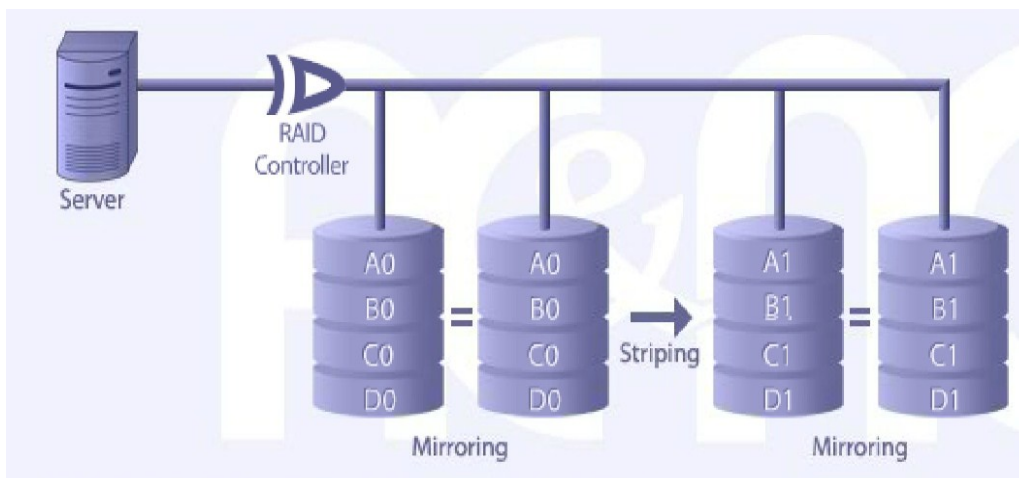 Server
RAID
Controller
A0
B0
C0
D0
A0
B0
C0
D0
Mirroring
Striping
A1
B1
C1
D1
A1
B1
C1
D1
Mirroring